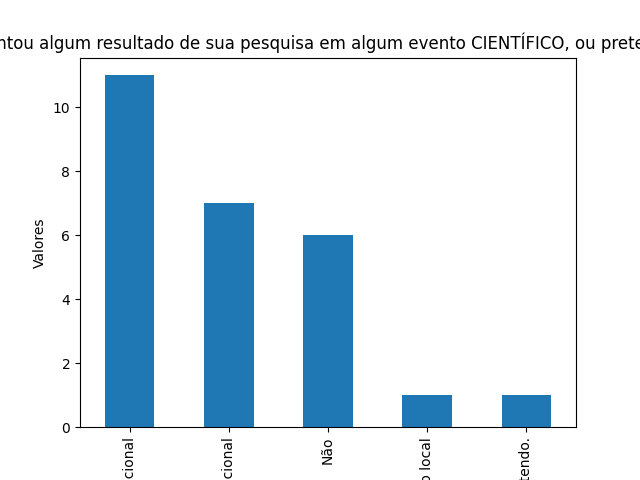 ntou algum resultado de sua pesquisa em algum evento CIENTÍFICO, ou prete
10
8
6
4
2
0
Valores
cional
cional
Não
o local
tendo.